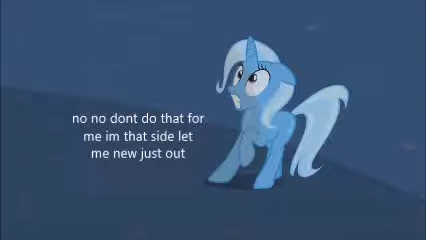 no no dont do that for
me im that side let
me new just out